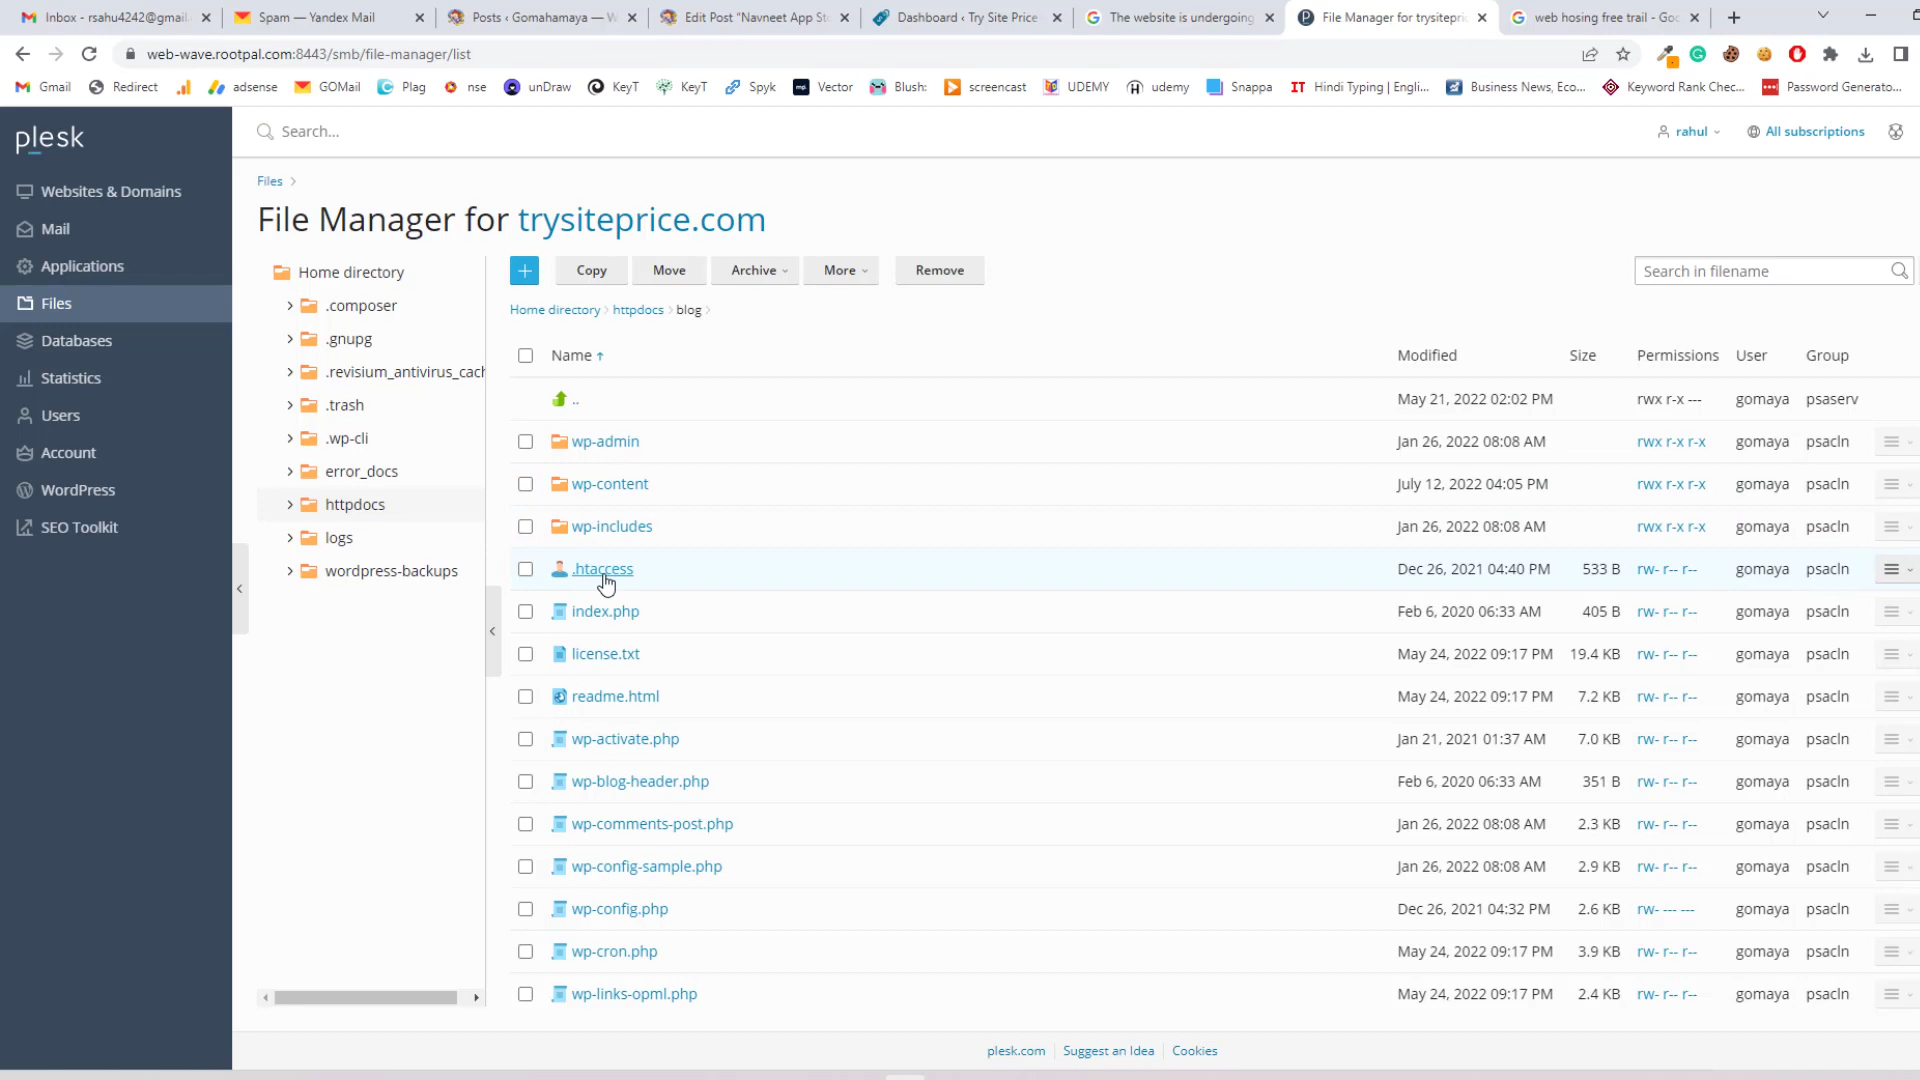 Inbox - rsahu4242@gmail.
Spam — Yandex Mail
Posts ‹ Gomahamaya — W
Edit Post "Navneet App Sto
Dashboard ‹ Try Site Price
The website is undergoing
File Manager for trysitepric
web hosing free trail - Goo
web-wave.rootpal.com:8443/smb/file-manager/list
Gmail Redirect adsense GOMail Plag nse unDraw KeyT KeyT Spyk Vector Blush: screencast UDEMY udemy Snappa IT Hindi Typing | Engli... Business News, Eco... Keyword Rank Chec... Password Generato...
plesk
Search...
rahul
All subscriptions
Websites & Domains
Mail
Applications
Files
Databases
Statistics
Users
Account
WordPress
SEO Toolkit
Files >
File Manager for trysiteprice.com
Home directory
.composer
.gnupg
.revisium_antivirus_cach
.trash
.wp-cli
error_docs
httpdocs
logs
wordpress-backups
+ Copy Move Archive More Remove
Search in filename
Home directory > httpdocs > blog >
Name ↑ Modified Size Permissions User Group
.. May 21, 2022 02:02 PM rwx r-x --- gomaya psaserv
wp-admin Jan 26, 2022 08:08 AM rwx r-x r-x gomaya psacln
wp-content July 12, 2022 04:05 PM rwx r-x r-x gomaya psacln
wp-includes Jan 26, 2022 08:08 AM rwx r-x r-x gomaya psacln
.htaccess Dec 26, 2021 04:40 PM 533 B rw- r-- r-- gomaya psacln
index.php Feb 6, 2020 06:33 AM 405 B rw- r-- r-- gomaya psacln
license.txt May 24, 2022 09:17 PM 19.4 KB rw- r-- r-- gomaya psacln
readme.html May 24, 2022 09:17 PM 7.2 KB rw- r-- r-- gomaya psacln
wp-activate.php Jan 21, 2021 01:37 AM 7.0 KB rw- r-- r-- gomaya psacln
wp-blog-header.php Feb 6, 2020 06:33 AM 351 B rw- r-- r-- gomaya psacln
wp-comments-post.php Jan 26, 2022 08:08 AM 2.3 KB rw- r-- r-- gomaya psacln
wp-config-sample.php Jan 26, 2022 08:08 AM 2.9 KB rw- r-- r-- gomaya psacln
wp-config.php Dec 26, 2021 04:32 PM 2.6 KB rw- --- --- gomaya psacln
wp-cron.php May 24, 2022 09:17 PM 3.9 KB rw- r-- r-- gomaya psacln
wp-links-opml.php May 24, 2022 09:17 PM 2.4 KB rw- r-- r-- gomaya psacln
plesk.com Suggest an Idea Cookies